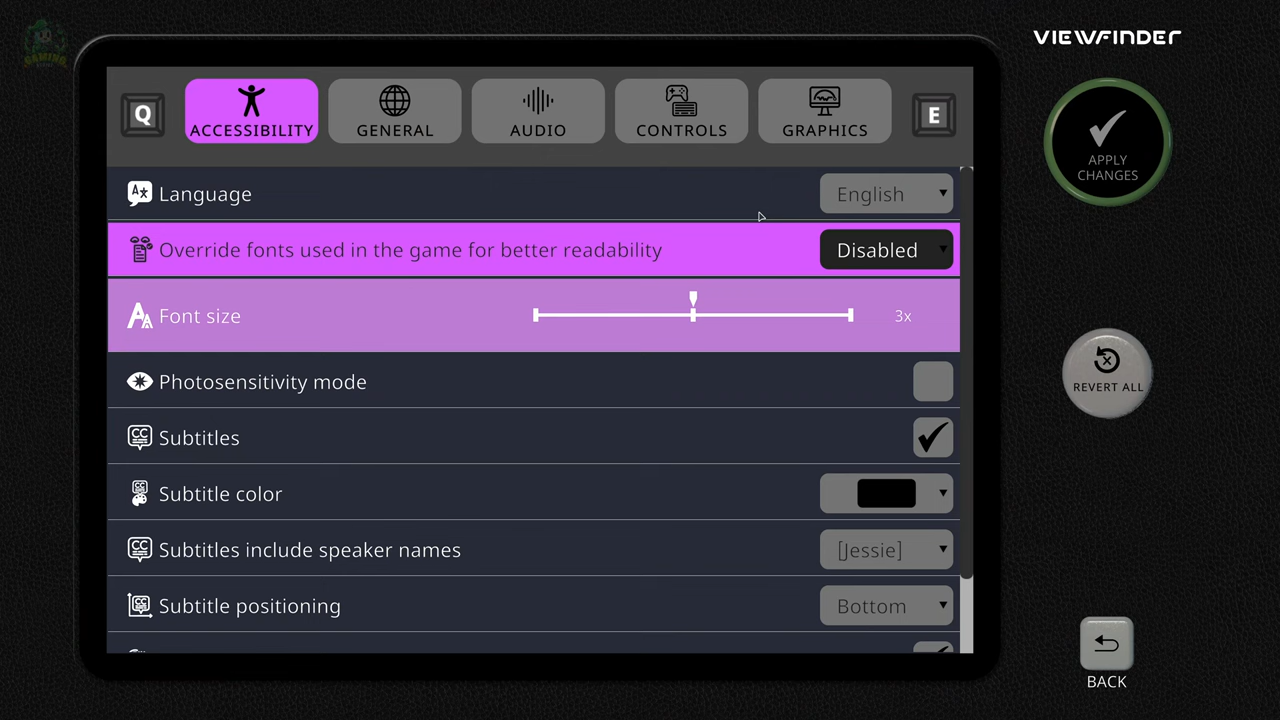 GAMING
VIEWFINDER
Q
ACCESSIBILITY
GENERAL
AUDIO
CONTROLS
GRAPHICS
E
APPLY
CHANGES
Language
English
Override fonts used in the game for better readability
Disabled
Font size
3x
Photosensitivity mode
REVERT ALL
Subtitles
Subtitle color
Subtitles include speaker names
[Jessie]
Subtitle positioning
Bottom
BACK